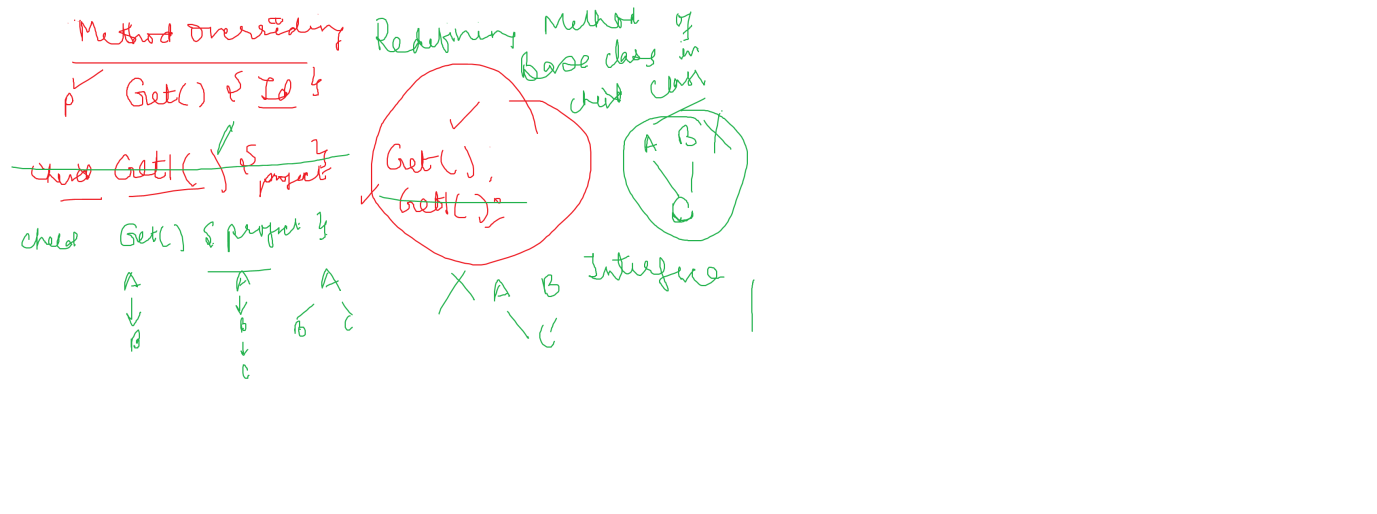 Method Overriding
Redefining Method of
Base class in
child class
P Get() { Id }
child Get1( ) { project }
Get();
Get1();
child Get() { project }
A B X
C
Interface
A
B
A
B
C
A
B C
X A B
C